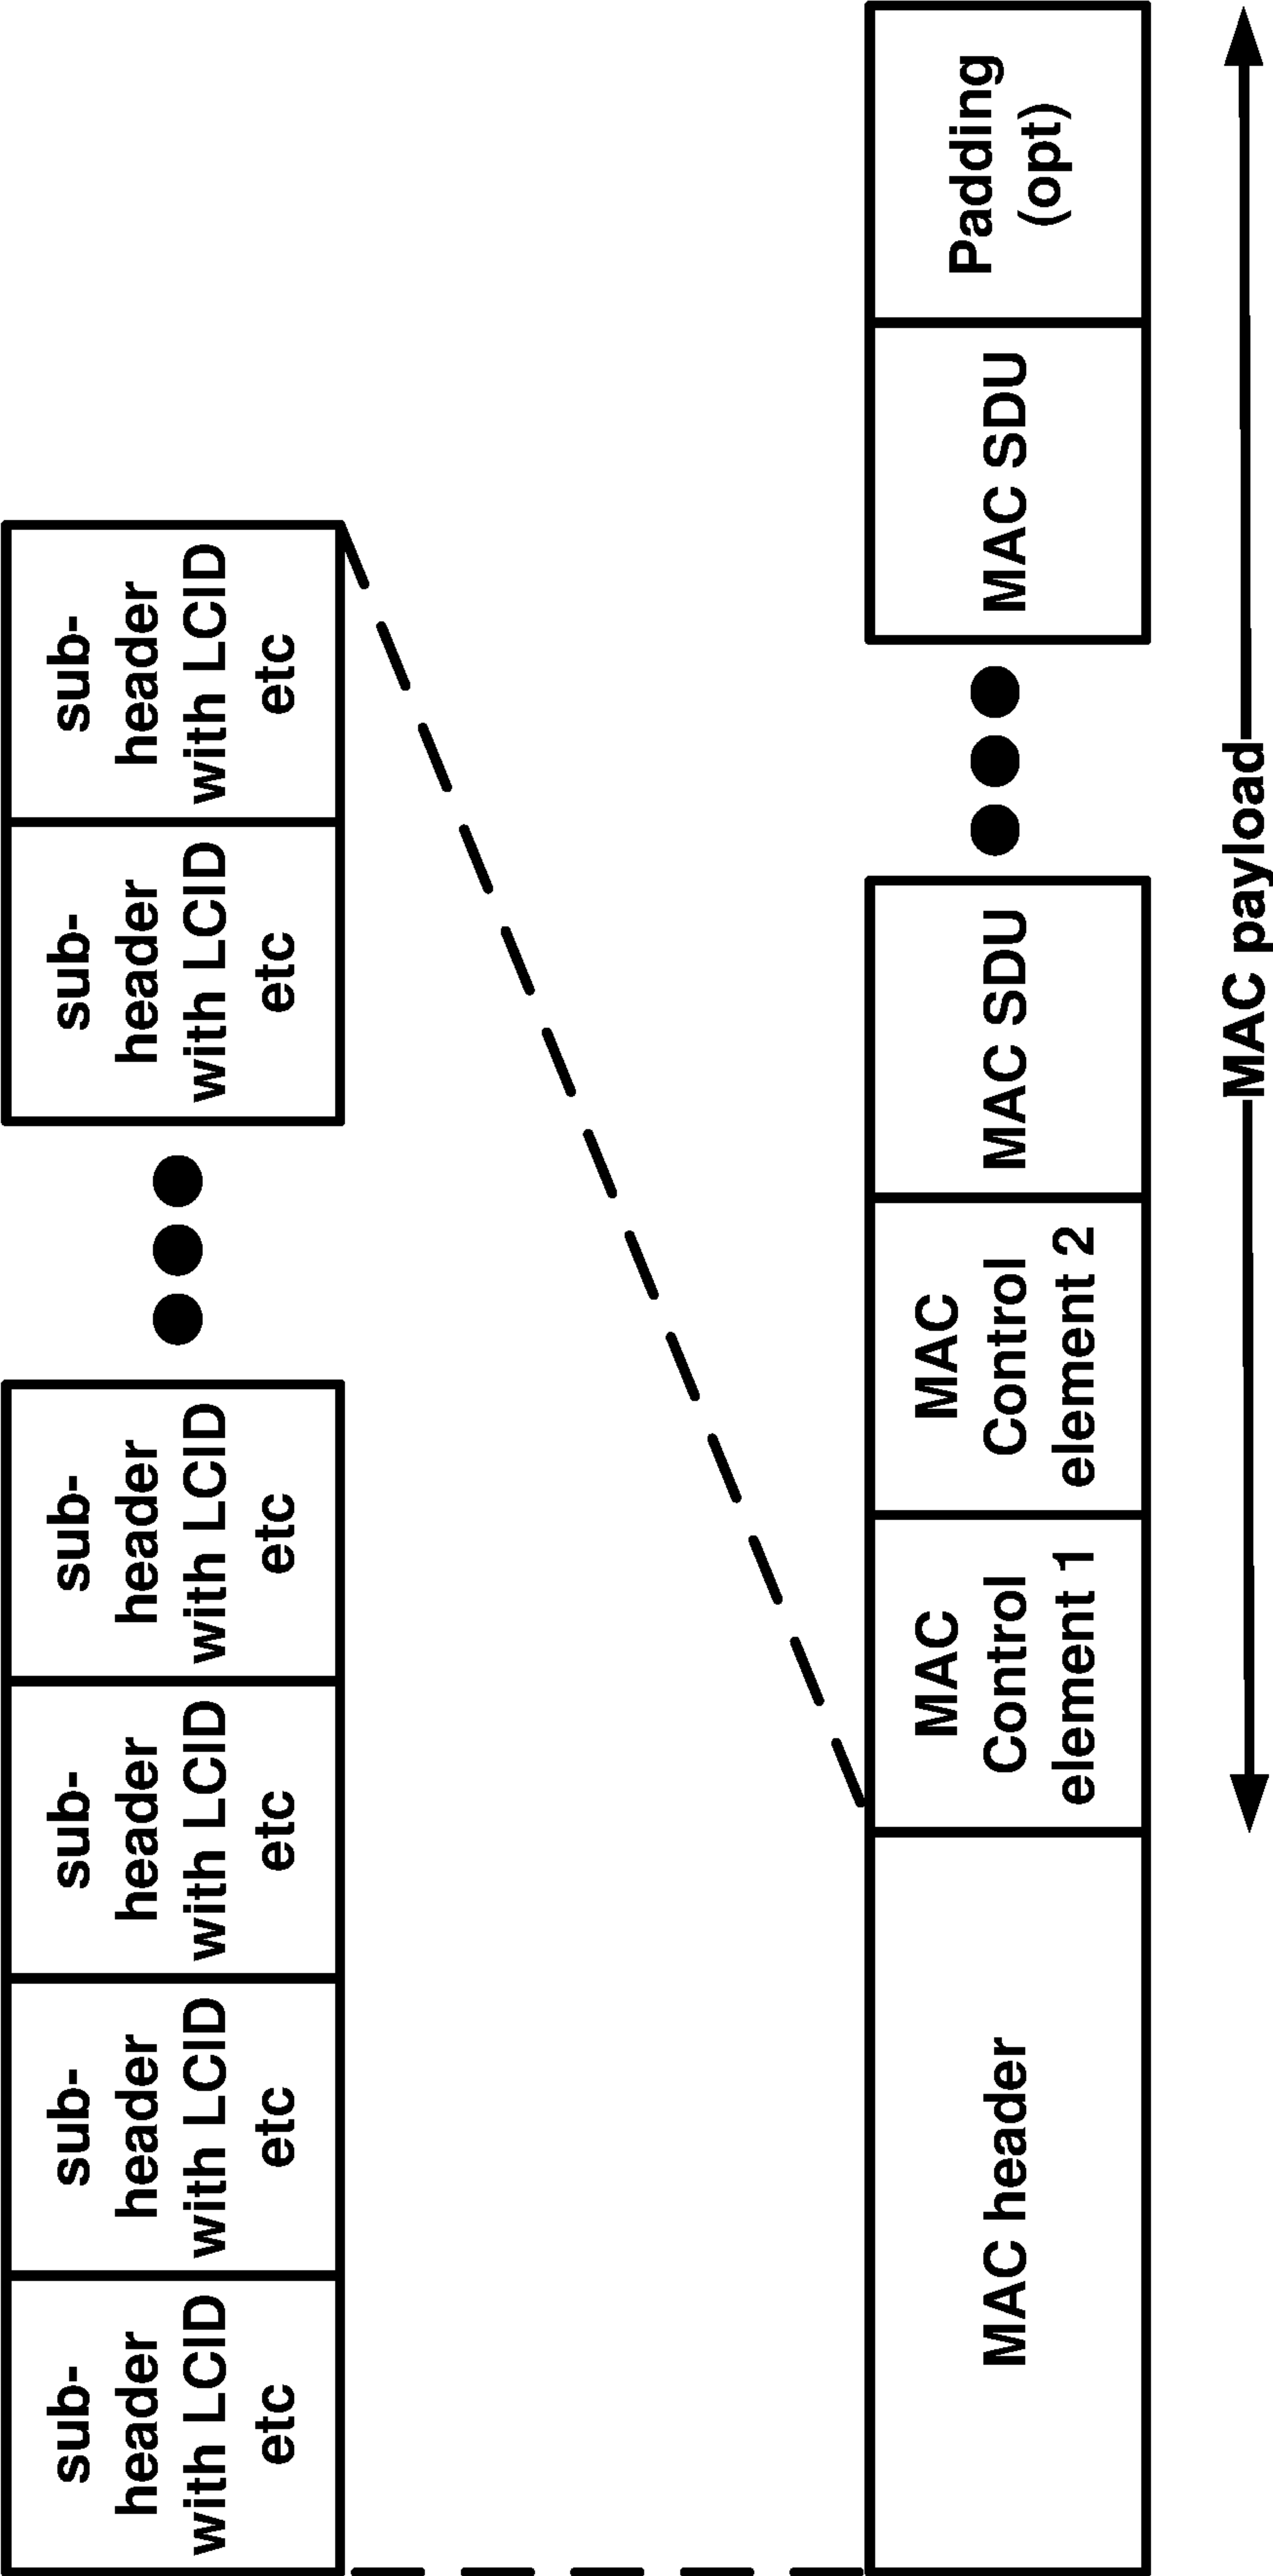 sub-
header
with LCID
etc
sub-
header
with LCID
etc
sub-
header
with LCID
etc
sub-
header
with LCID
etc
sub-
header
with LCID
etc
sub-
header
with LCID
etc
MAC header
MAC
Control
element 1
MAC
Control
element 2
MAC SDU
MAC SDU
Padding
(opt)
MAC payload